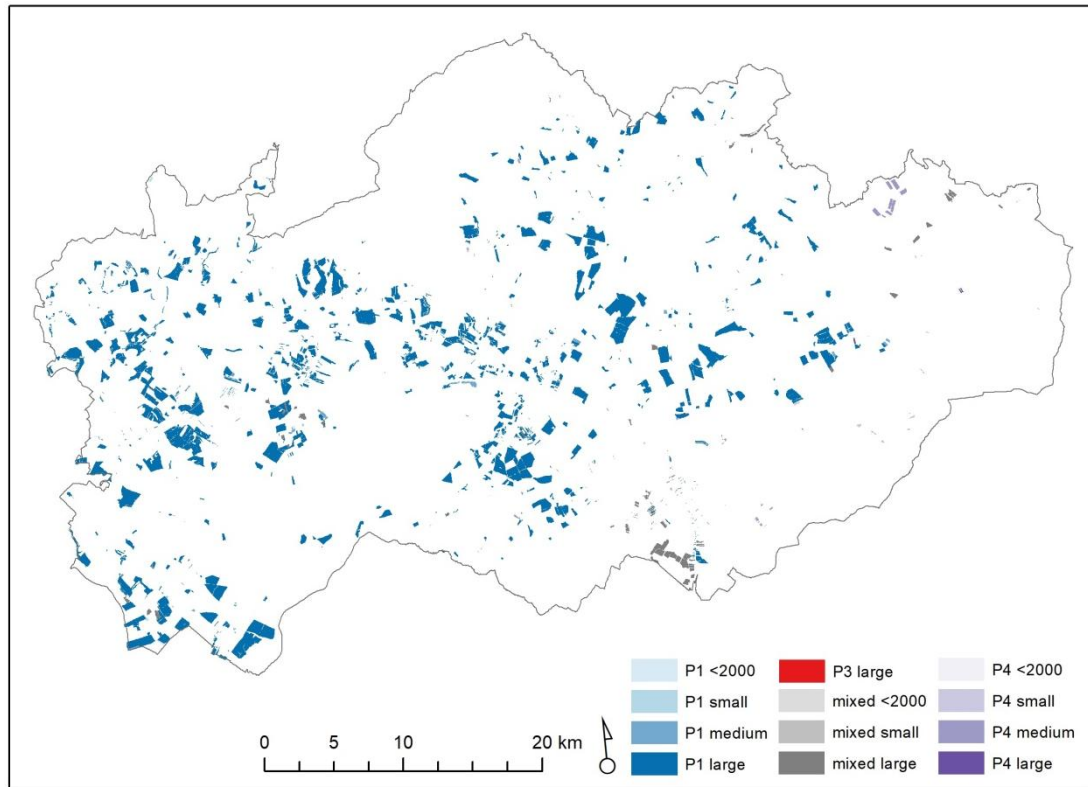 P1 <2000 P3 large P4 <2000
P1 small mixed <2000 P4 small
P1 medium mixed small P4 medium
P1 large mixed large P4 large
0 5 10 20 km